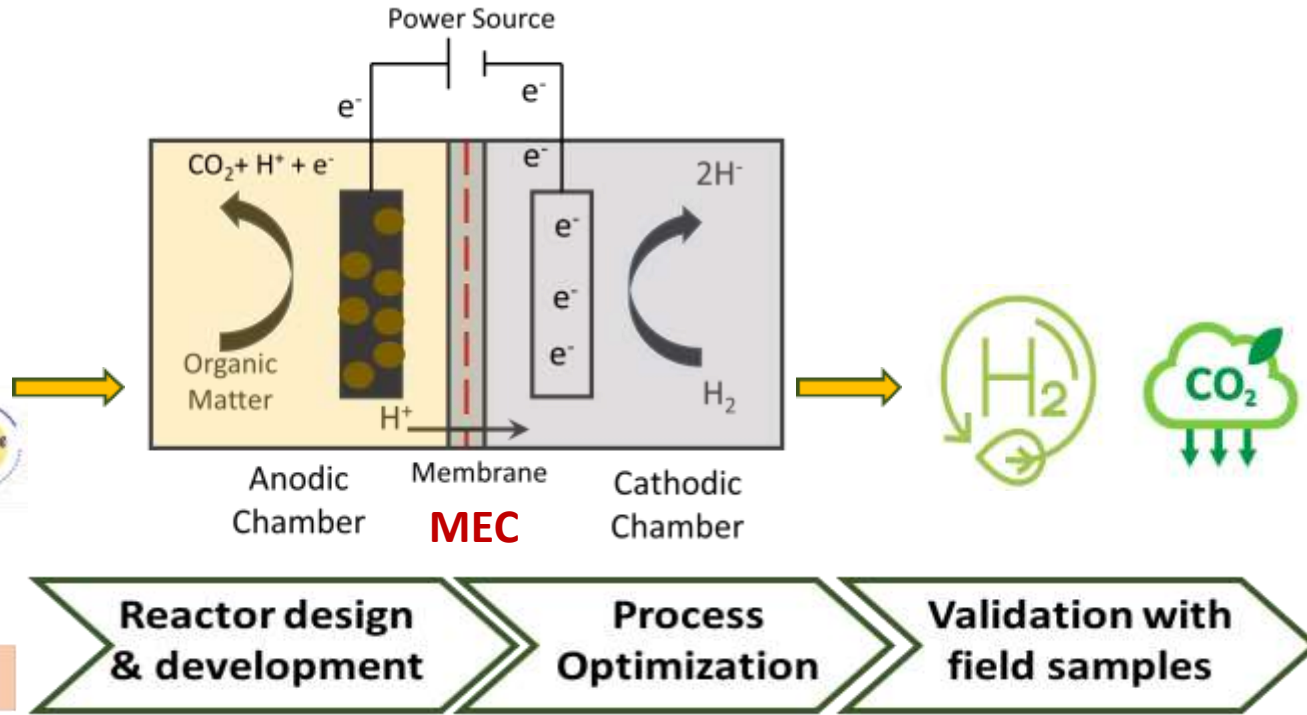 Power Source
e⁻
e⁻
e⁻
CO₂+ H⁺ + e⁻
2H⁻
e⁻
e⁻
e⁻
Organic
Matter
H⁺
H₂
Anodic
Chamber
Membrane
MEC
Cathodic
Chamber
H₂
CO₂
Reactor design
& development
Process
Optimization
Validation with
field samples